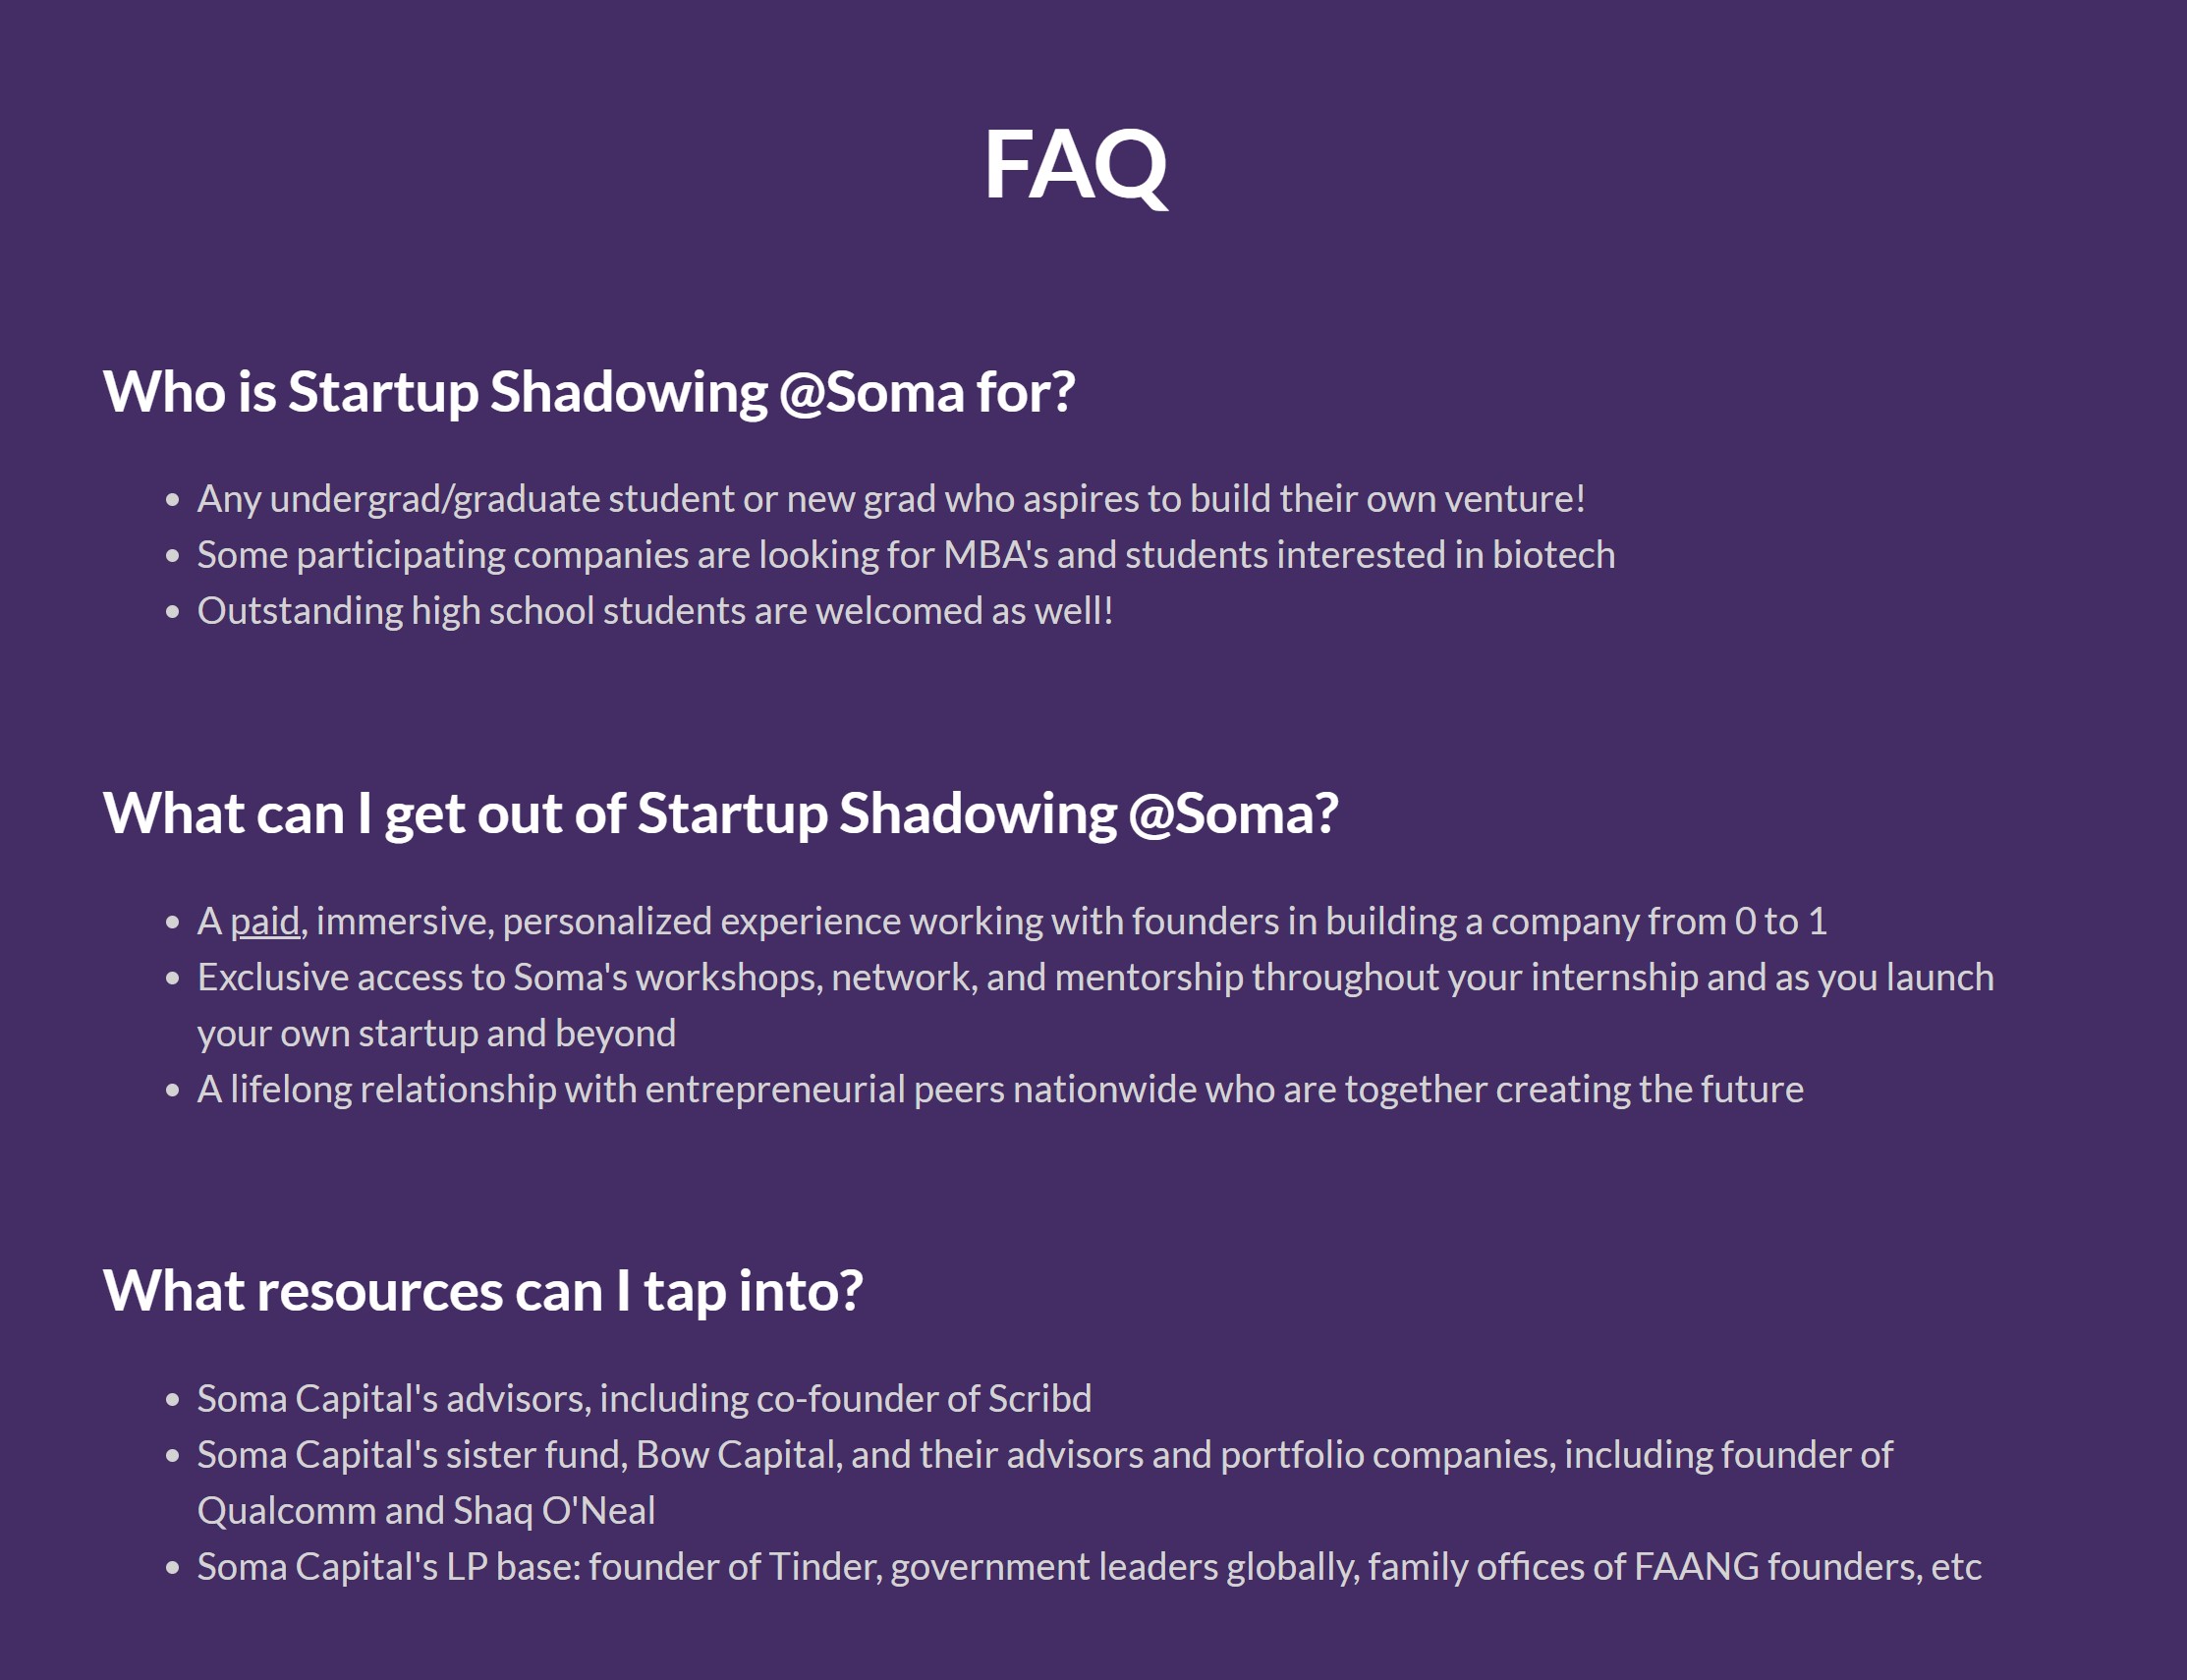 FAQ
Who is Startup Shadowing @Soma for?
• Any undergrad/graduate student or new grad who aspires to build their own venture!
• Some participating companies are looking for MBA's and students interested in biotech
• Outstanding high school students are welcomed as well!
What can I get out of Startup Shadowing @Soma?
• A paid, immersive, personalized experience working with founders in building a company from 0 to 1
• Exclusive access to Soma's workshops, network, and mentorship throughout your internship and as you launch
your own startup and beyond
• A lifelong relationship with entrepreneurial peers nationwide who are together creating the future
What resources can I tap into?
• Soma Capital's advisors, including co-founder of Scribd
• Soma Capital's sister fund, Bow Capital, and their advisors and portfolio companies, including founder of
Qualcomm and Shaq O'Neal
• Soma Capital's LP base: founder of Tinder, government leaders globally, family offices of FAANG founders, etc